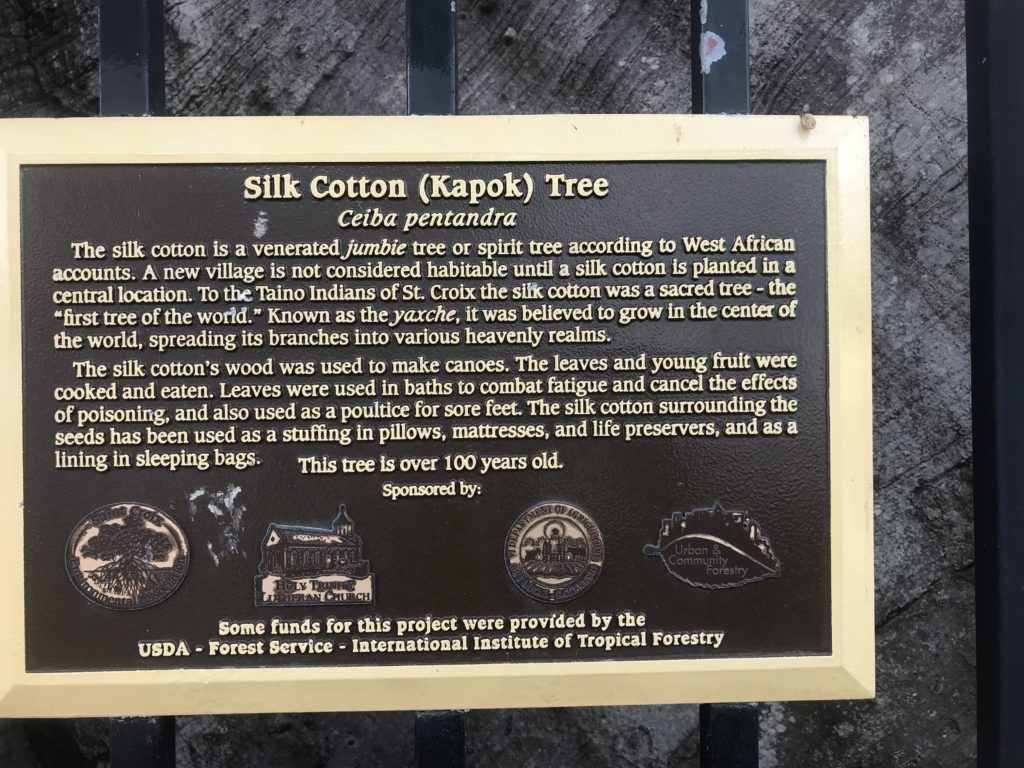 Silk Cotton (Kapok) Tree
Ceiba pentandra
The silk cotton is a venerated jumbie tree or spirit tree according to West African
accounts. A new village is not considered habitable until a silk cotton is planted in a
central location. To the Taino Indians of St. Croix the silk cotton was a sacred tree - the
"first tree of the world." Known as the yaxche, it was believed to grow in the center of
the world, spreading its branches into various heavenly realms.
The silk cotton's wood was used to make canoes. The leaves and young fruit were
cooked and eaten. Leaves were used in baths to combat fatigue and cancel the effects
of poisoning, and also used as a poultice for sore feet. The silk cotton surrounding the
seeds has been used as a stuffing in pillows, mattresses, and life preservers, and as a
lining in sleeping bags. This tree is over 100 years old.
Sponsored by:
Croix
Holy Trinity
Lutheran Church
DEPARTMENT OF AGRICULTURE
Urban &
Community
Forestry
Some funds for this project were provided by the
USDA - Forest Service - International Institute of Tropical Forestry